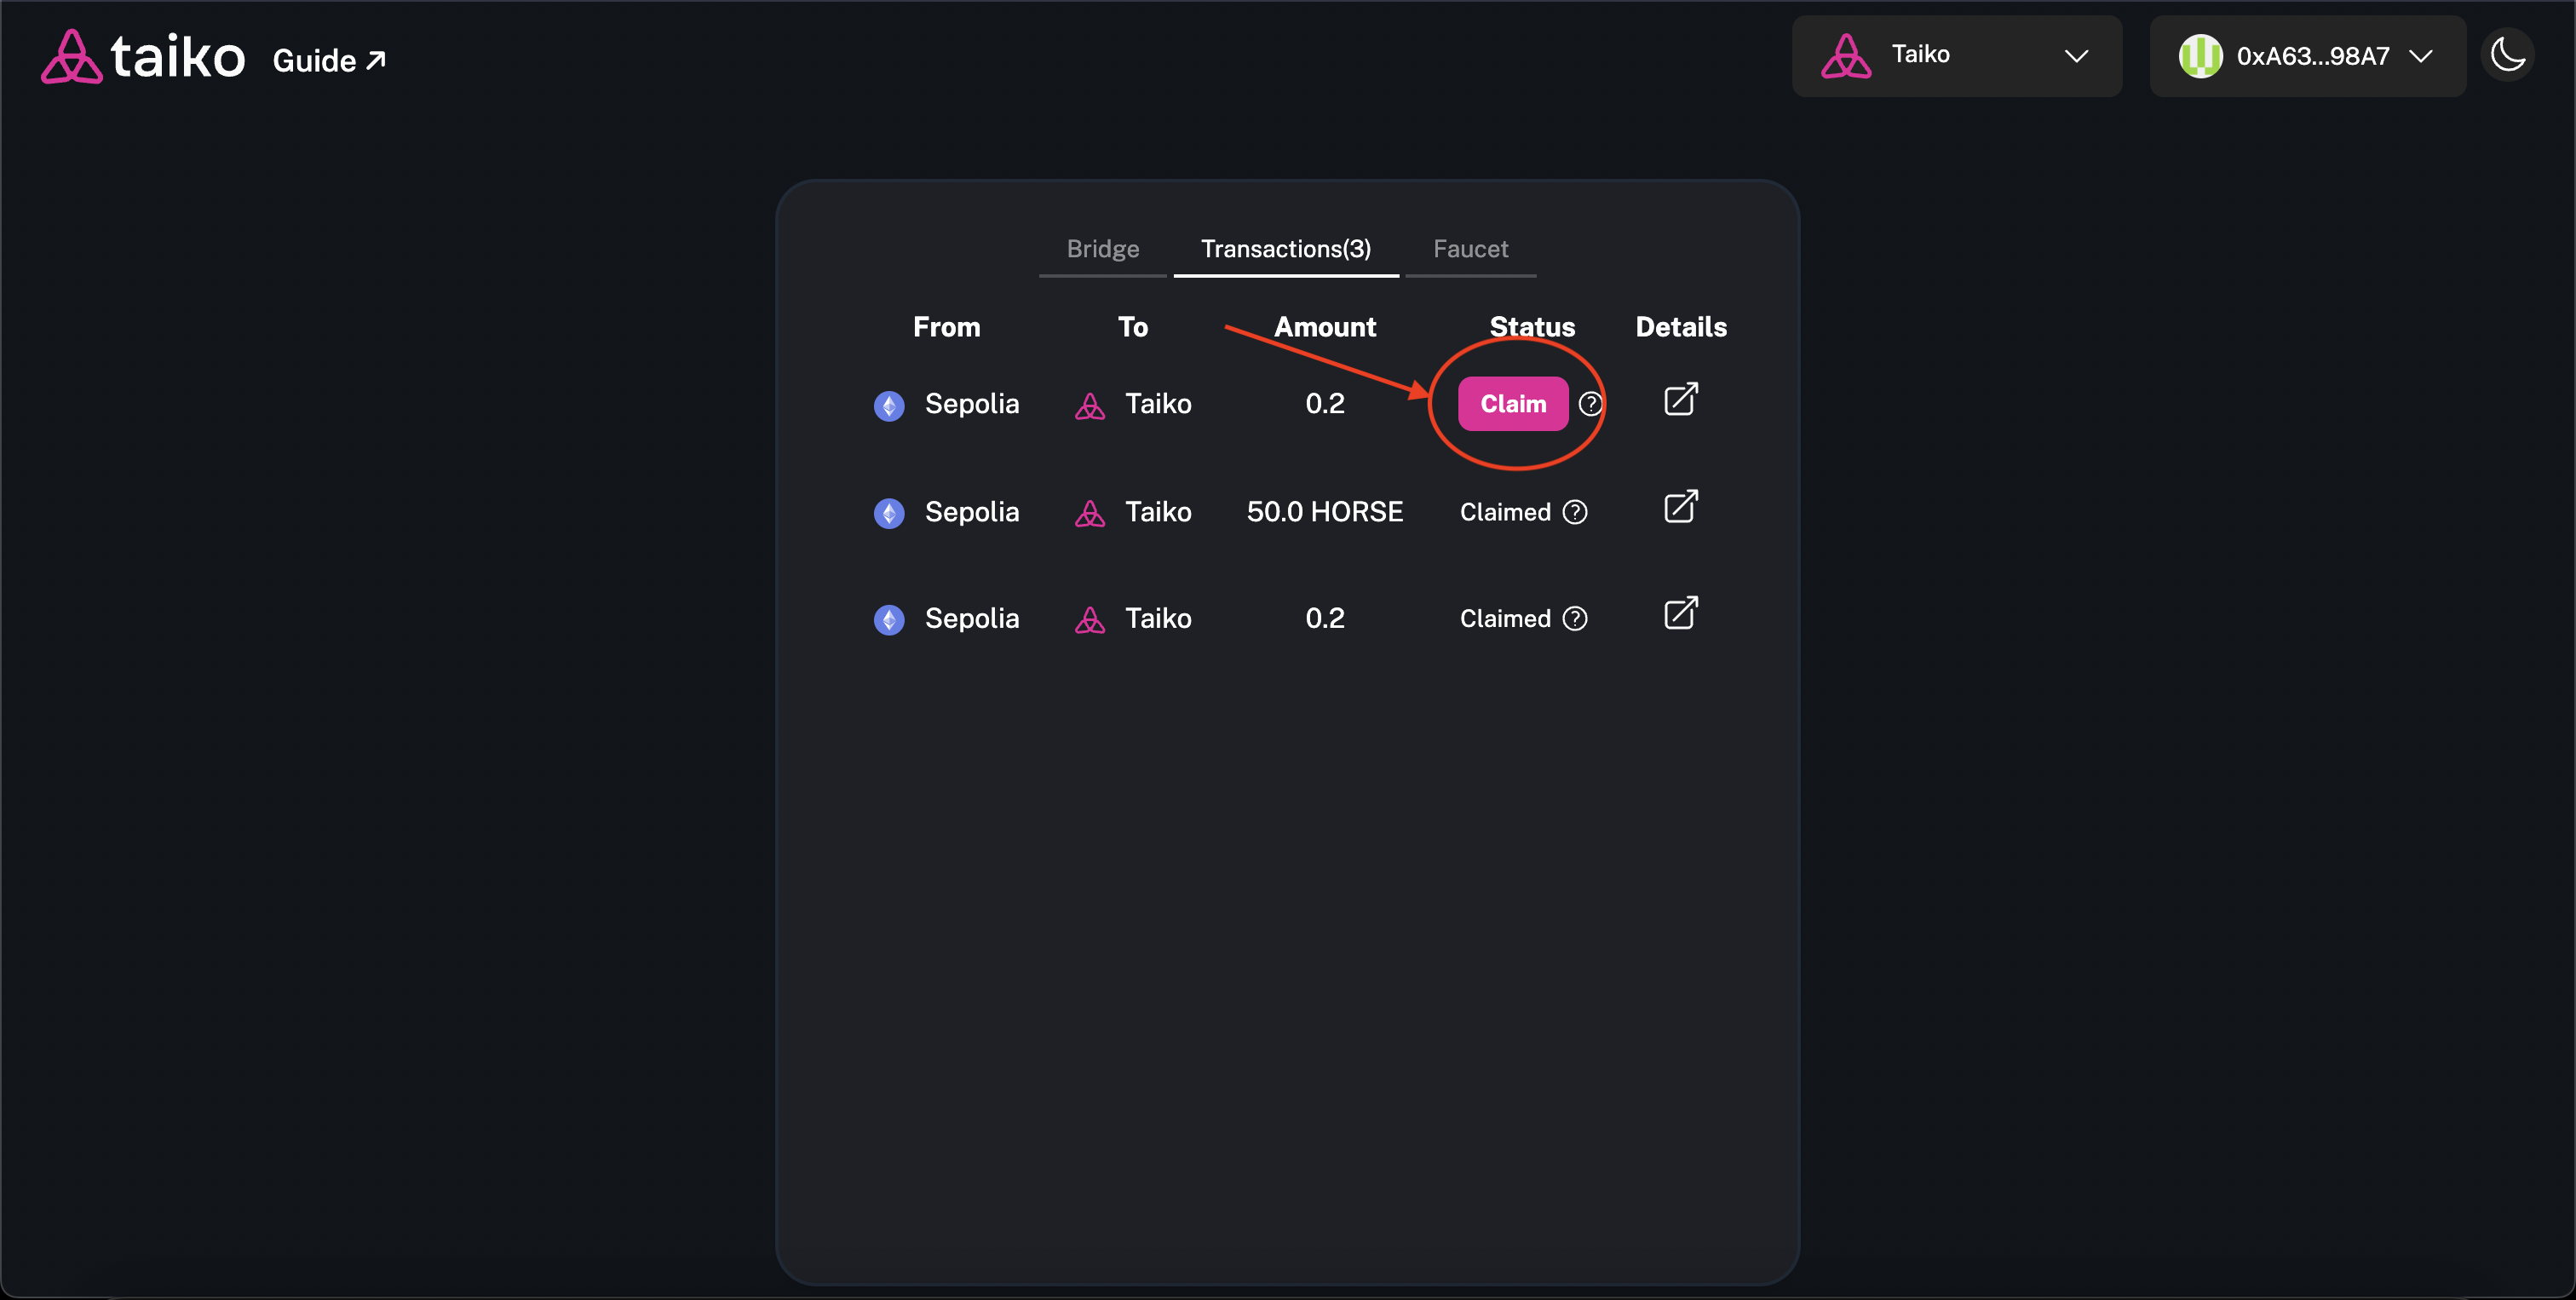 taiko Guide ↗ Taiko 0xA63...98A7
Bridge Transactions(3) Faucet
From To Amount Status Details
Sepolia Taiko 0.2 Claim ?
Sepolia Taiko 50.0 HORSE Claimed ?
Sepolia Taiko 0.2 Claimed ?